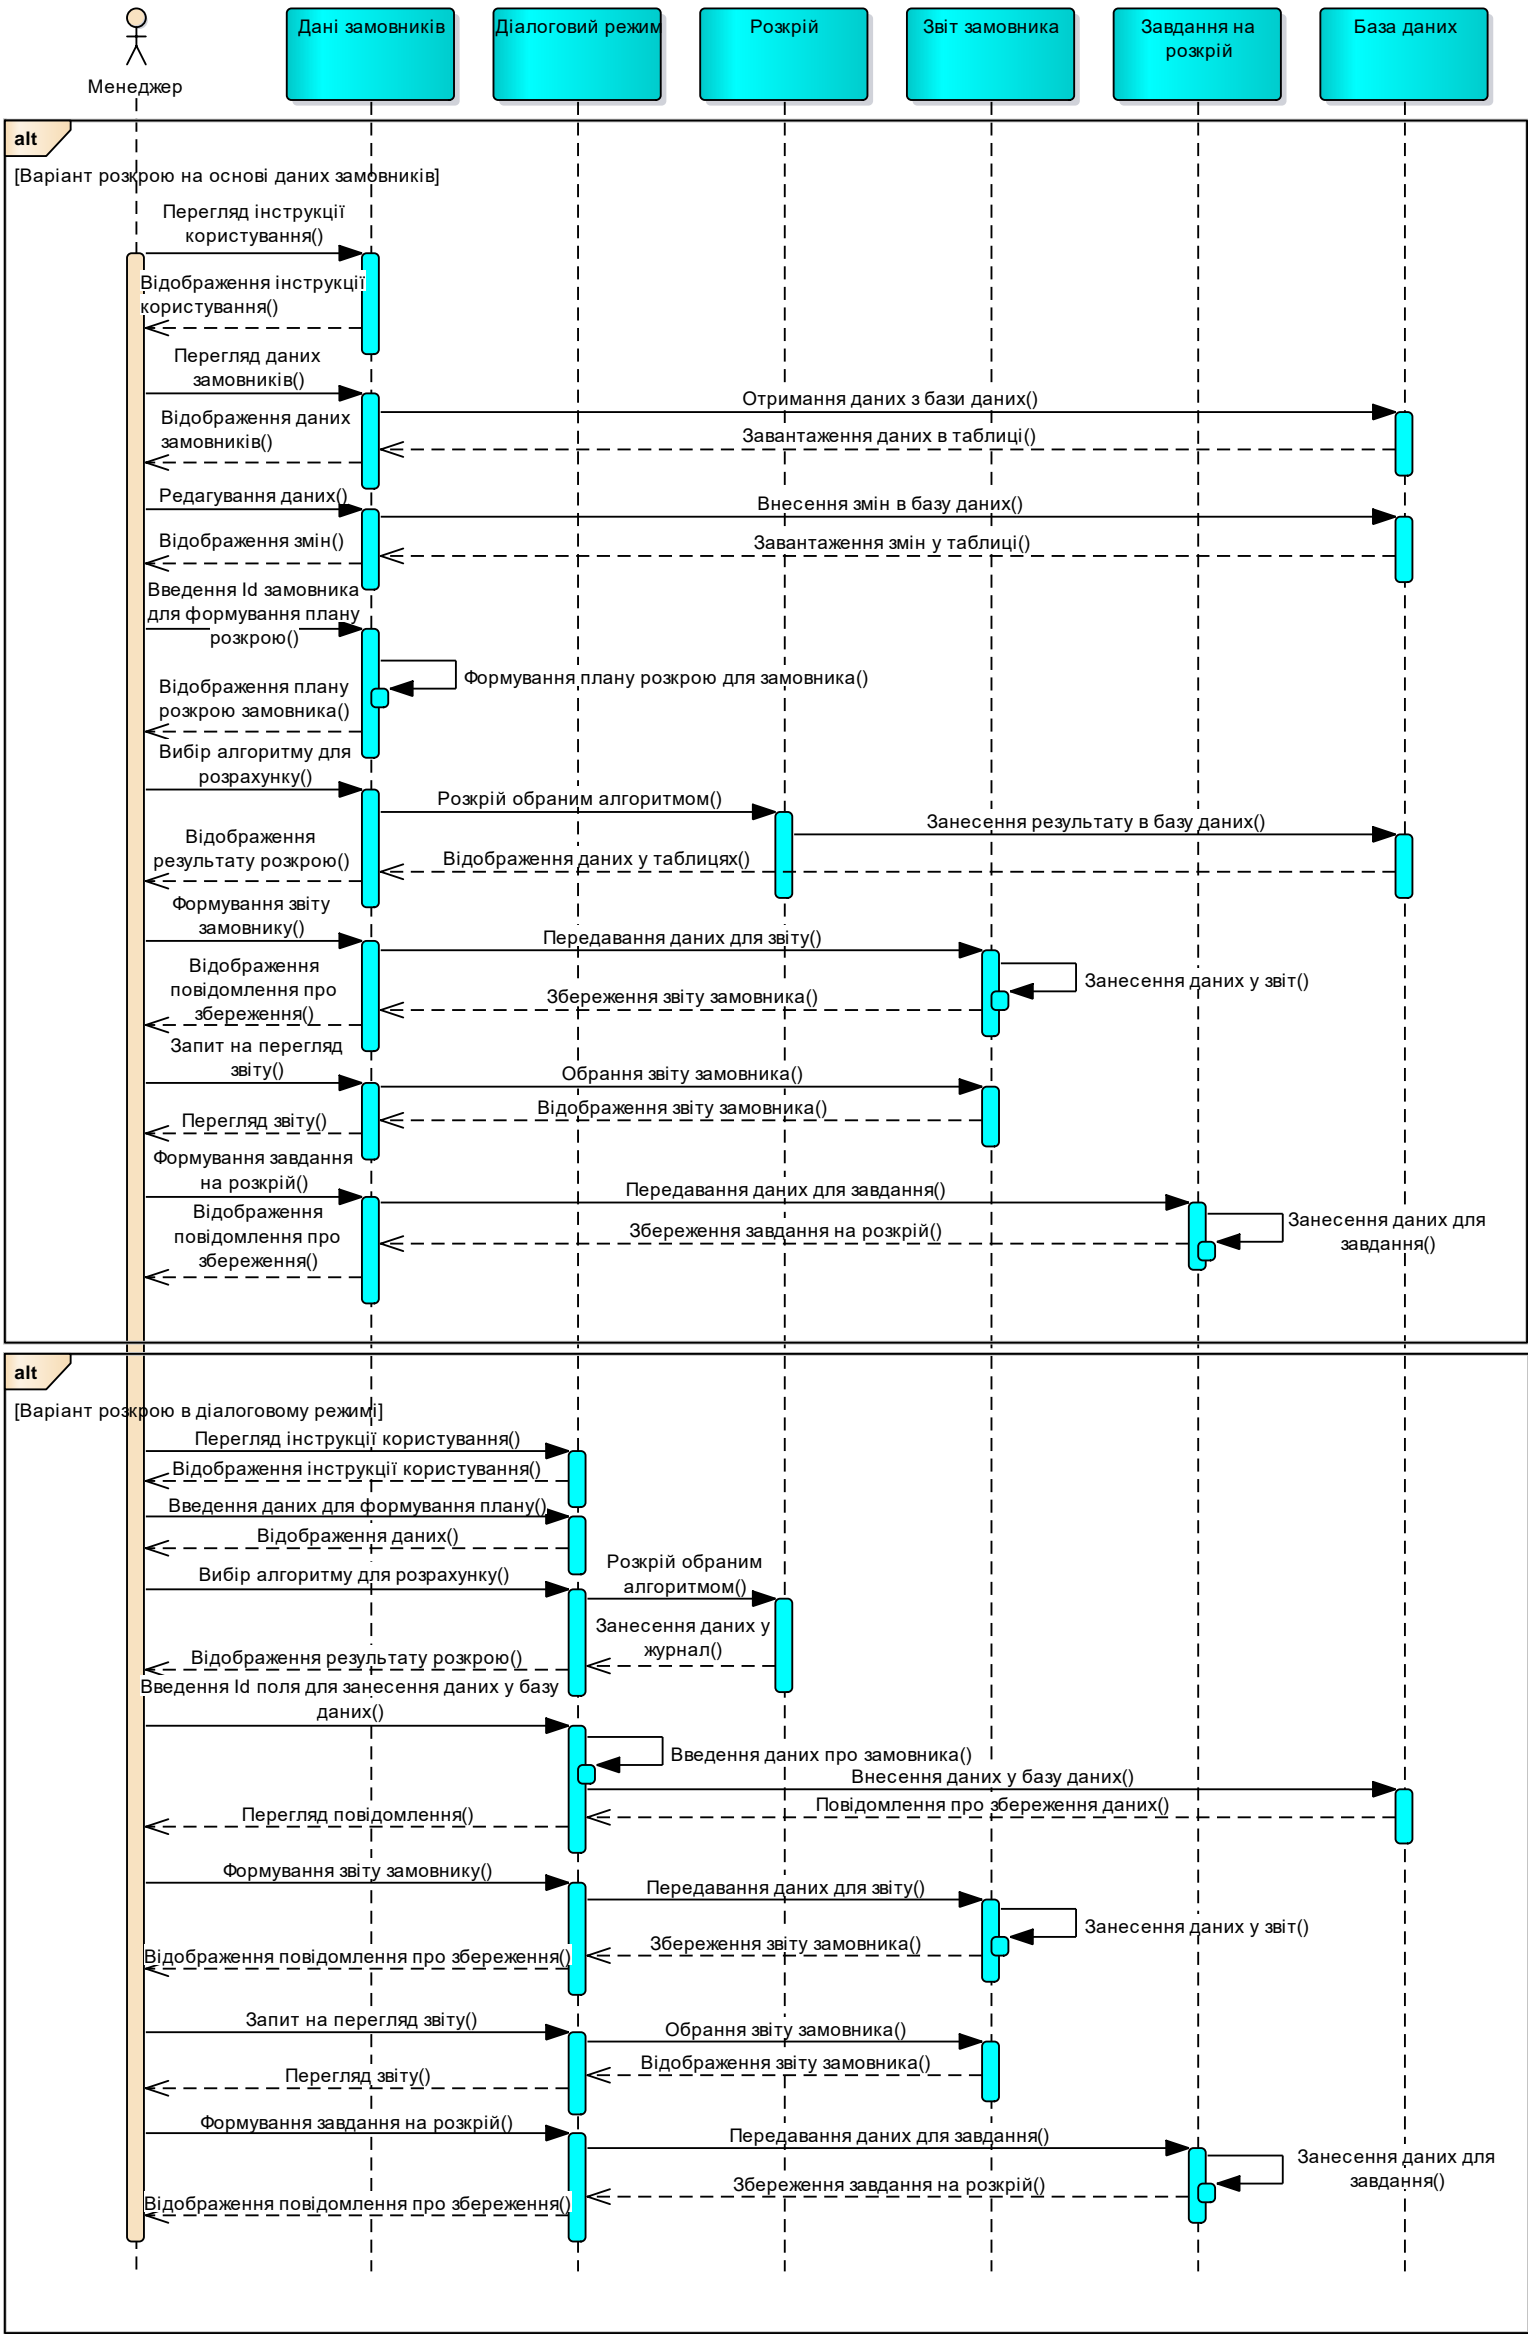 Менеджер
Дані замовників
Діалоговий режим
Розкрій
Звіт замовника
Завдання на
розкрій
База даних
alt
[Варіант розкрою на основі даних замовників]
Перегляд інструкції
користування()
Відображення інструкції
користування()
Перегляд даних
замовників()
Отримання даних з бази даних()
Відображення даних
замовників()
Завантаження даних в таблиці()
Редагування даних()
Внесення змін в базу даних()
Відображення змін()
Завантаження змін у таблиці()
Введення Id замовника
для формування плану
розкрою()
Формування плану розкрою для замовника()
Відображення плану
розкрою замовника()
Вибір алгоритму для
розрахунку()
Розкрій обраним алгоритмом()
Занесення результату в базу даних()
Відображення
результату розкрою()
Відображення даних у таблицях()
Формування звіту
замовнику()
Передавання даних для звіту()
Відображення
повідомлення про
збереження()
Занесення даних у звіт()
Збереження звіту замовника()
Запит на перегляд
звіту()
Обрання звіту замовника()
Відображення звіту замовника()
Перегляд звіту()
Формування завдання
на розкрій()
Передавання даних для завдання()
Відображення
повідомлення про
збереження()
Занесення даних для
завдання()
Збереження завдання на розкрій()
alt
[Варіант розкрою в діалоговому режимі]
Перегляд інструкції користування()
Відображення інструкції користування()
Введення даних для формування плану()
Відображення даних()
Вибір алгоритму для розрахунку()
Розкрій обраним
алгоритмом()
Занесення даних у
журнал()
Відображення результату розкрою()
Введення Id поля для занесення даних у базу
даних()
Введення даних про замовника()
Внесення даних у базу даних()
Повідомлення про збереження даних()
Перегляд повідомлення()
Формування звіту замовнику()
Передавання даних для звіту()
Занесення даних у звіт()
Збереження звіту замовника()
Відображення повідомлення про збереження()
Запит на перегляд звіту()
Обрання звіту замовника()
Відображення звіту замовника()
Перегляд звіту()
Формування завдання на розкрій()
Передавання даних для завдання()
Занесення даних для
завдання()
Збереження завдання на розкрій()
Відображення повідомлення про збереження()